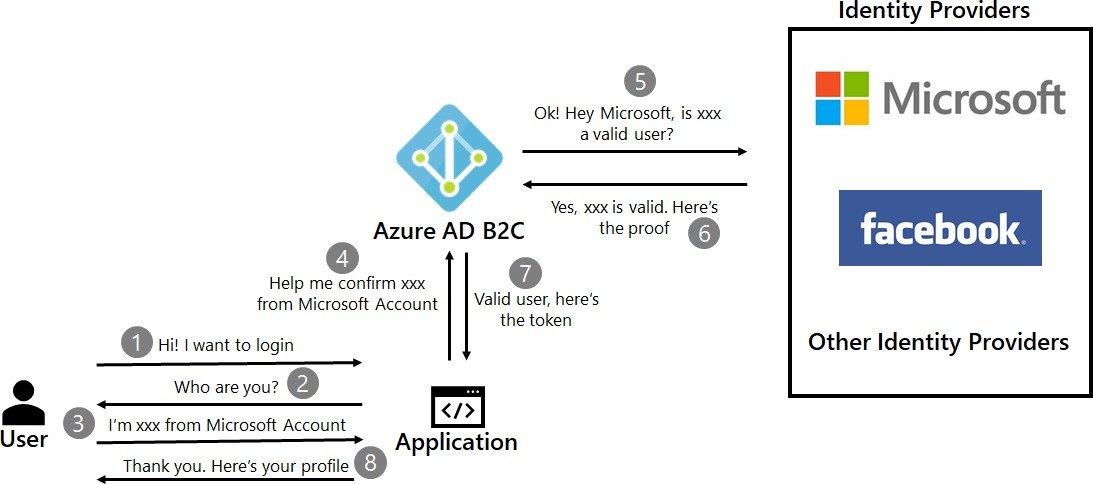 Identity Providers
Microsoft
5
Ok! Hey Microsoft, is xxx
a valid user?
Yes, xxx is valid. Here's
the proof 6
facebook
Azure AD B2C
4
Help me confirm xxx
from Microsoft Account
7
Valid user, here's
the token
Other Identity Providers
1 Hi! I want to login
Who are you? 2
3 I'm xxx from Microsoft Account
User
Application
Thank you. Here's your profile 8